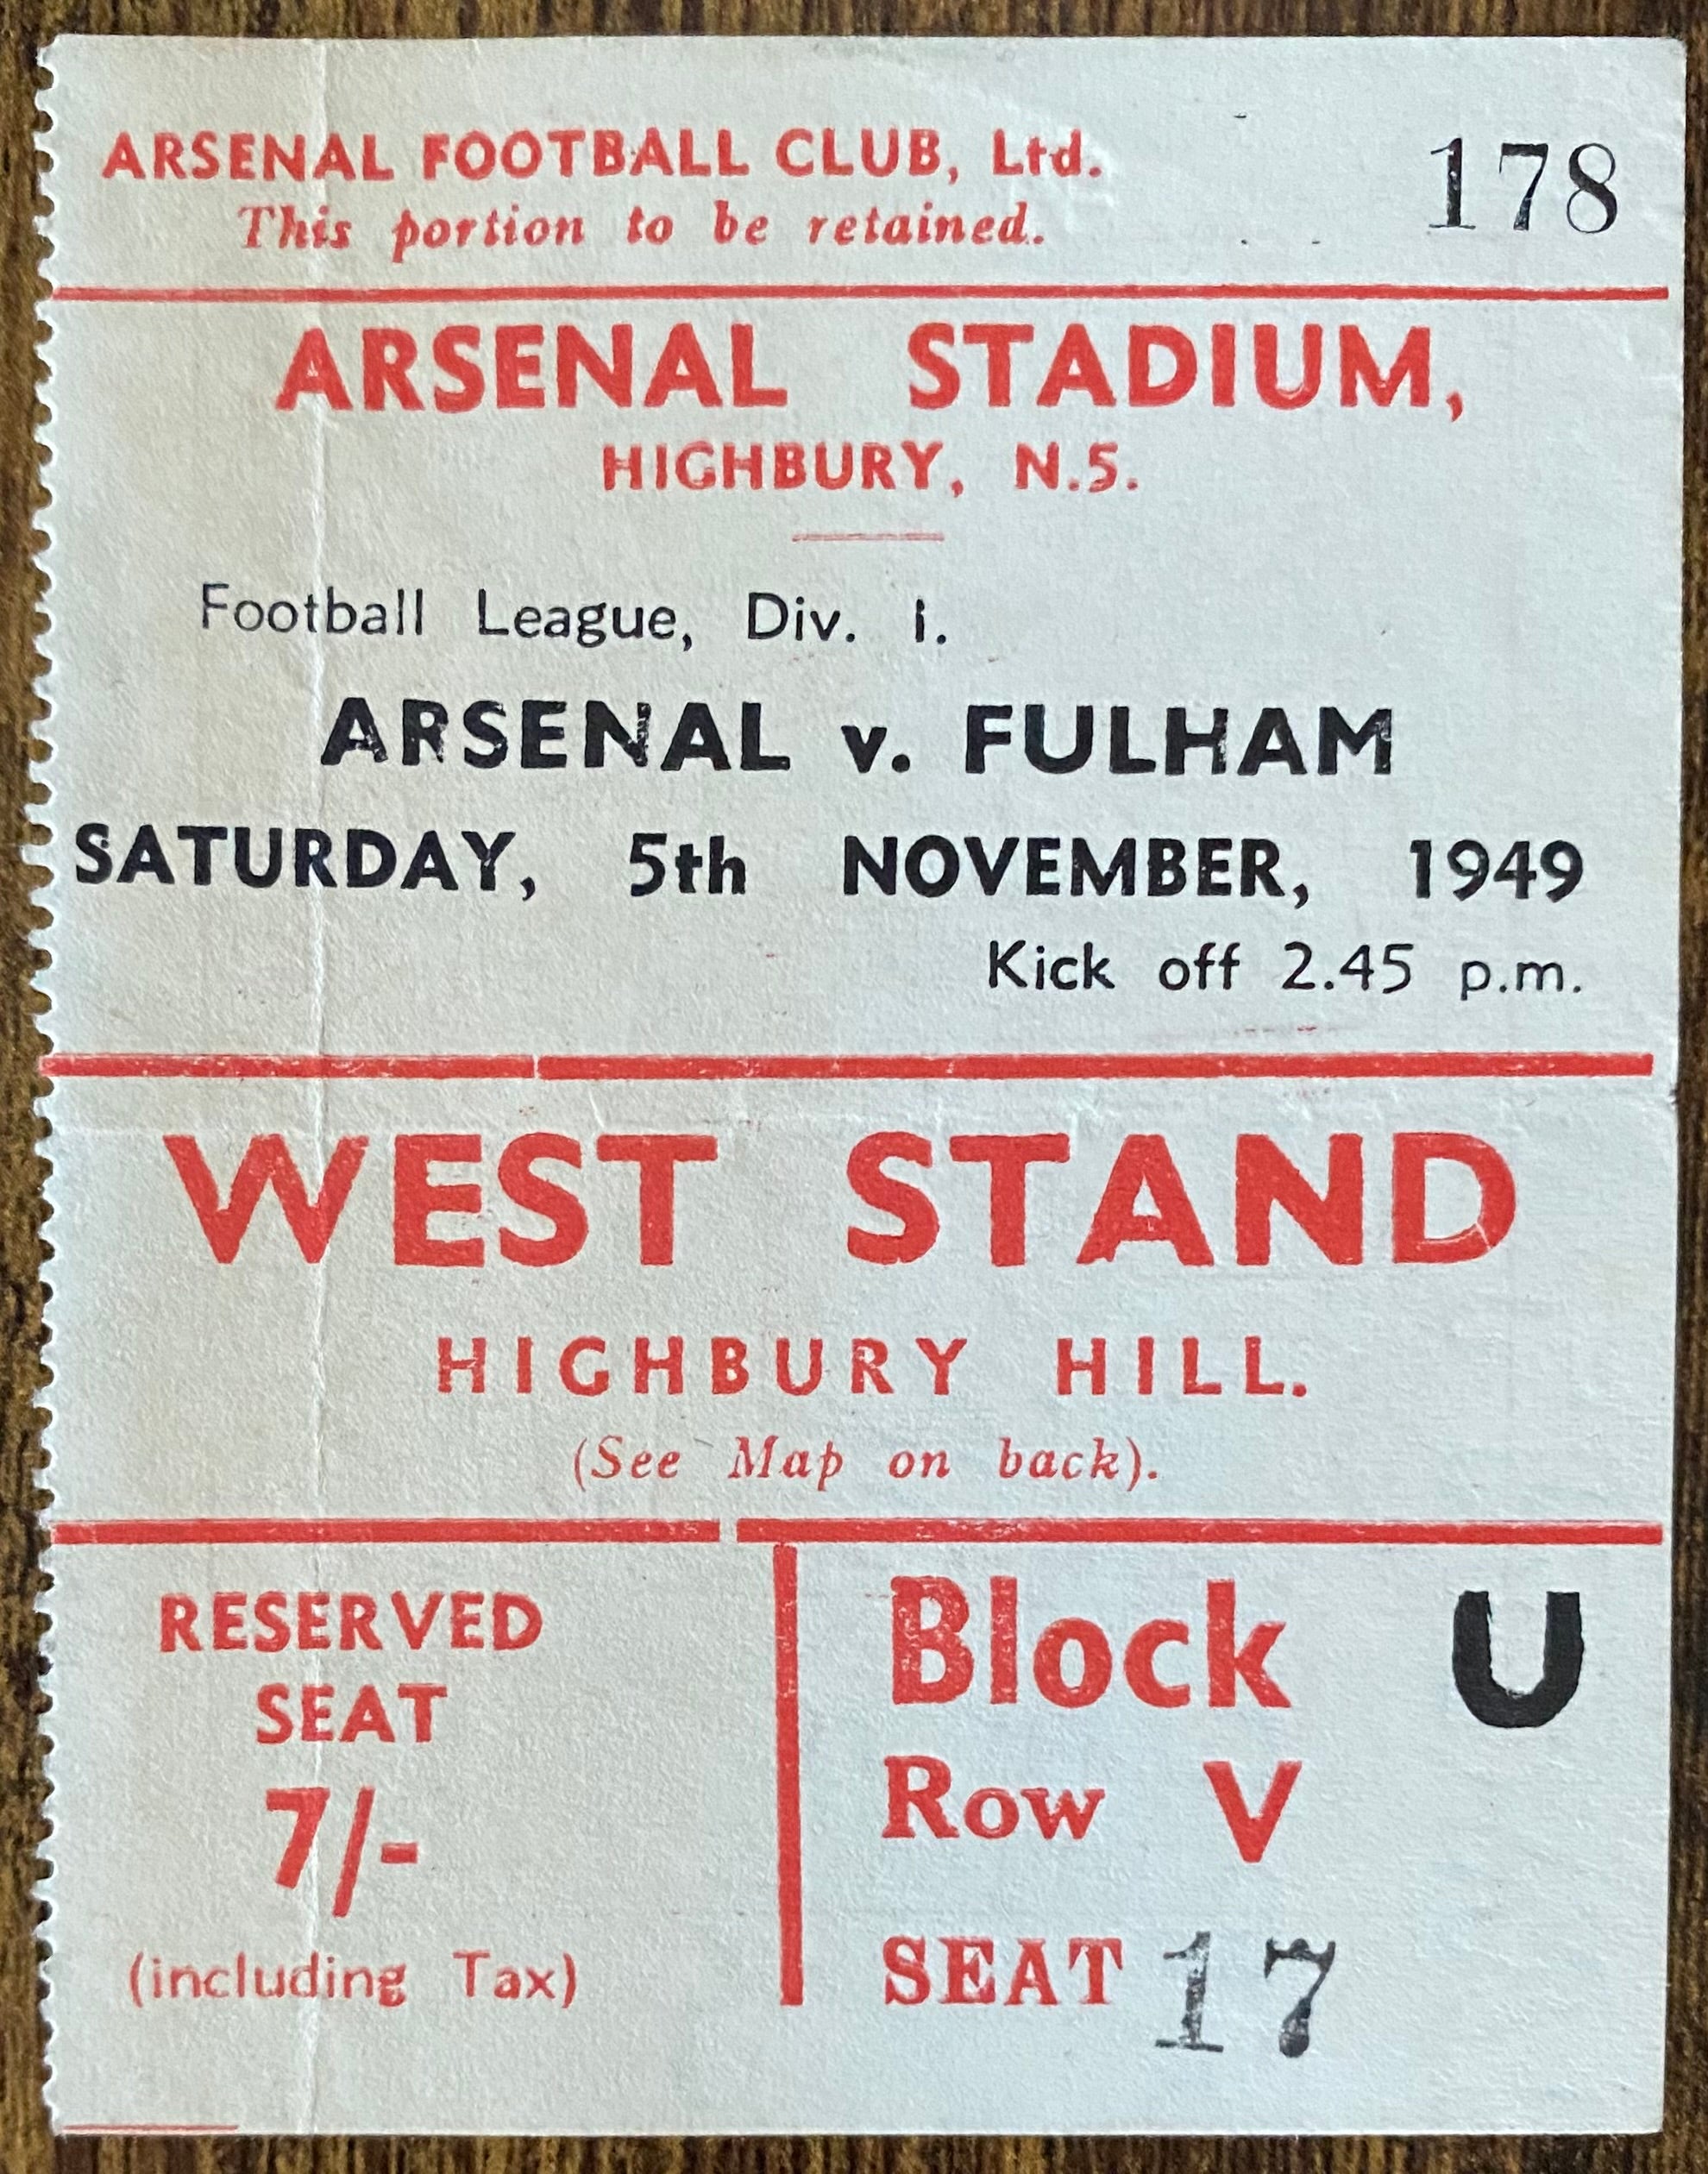 ARSENAL FOOTBALL CLUB, Ltd. 178
This portion to be retained.
ARSENAL STADIUM,
HIGHBURY, N.5.
Football League, Div. 1.
ARSENAL v. FULHAM
SATURDAY, 5th NOVEMBER, 1949
Kick off 2.45 p.m.
WEST STAND
HIGHBURY HILL.
(See Map on back).
RESERVED
SEAT
7/-
(including Tax)
Block U
Row V
SEAT 17